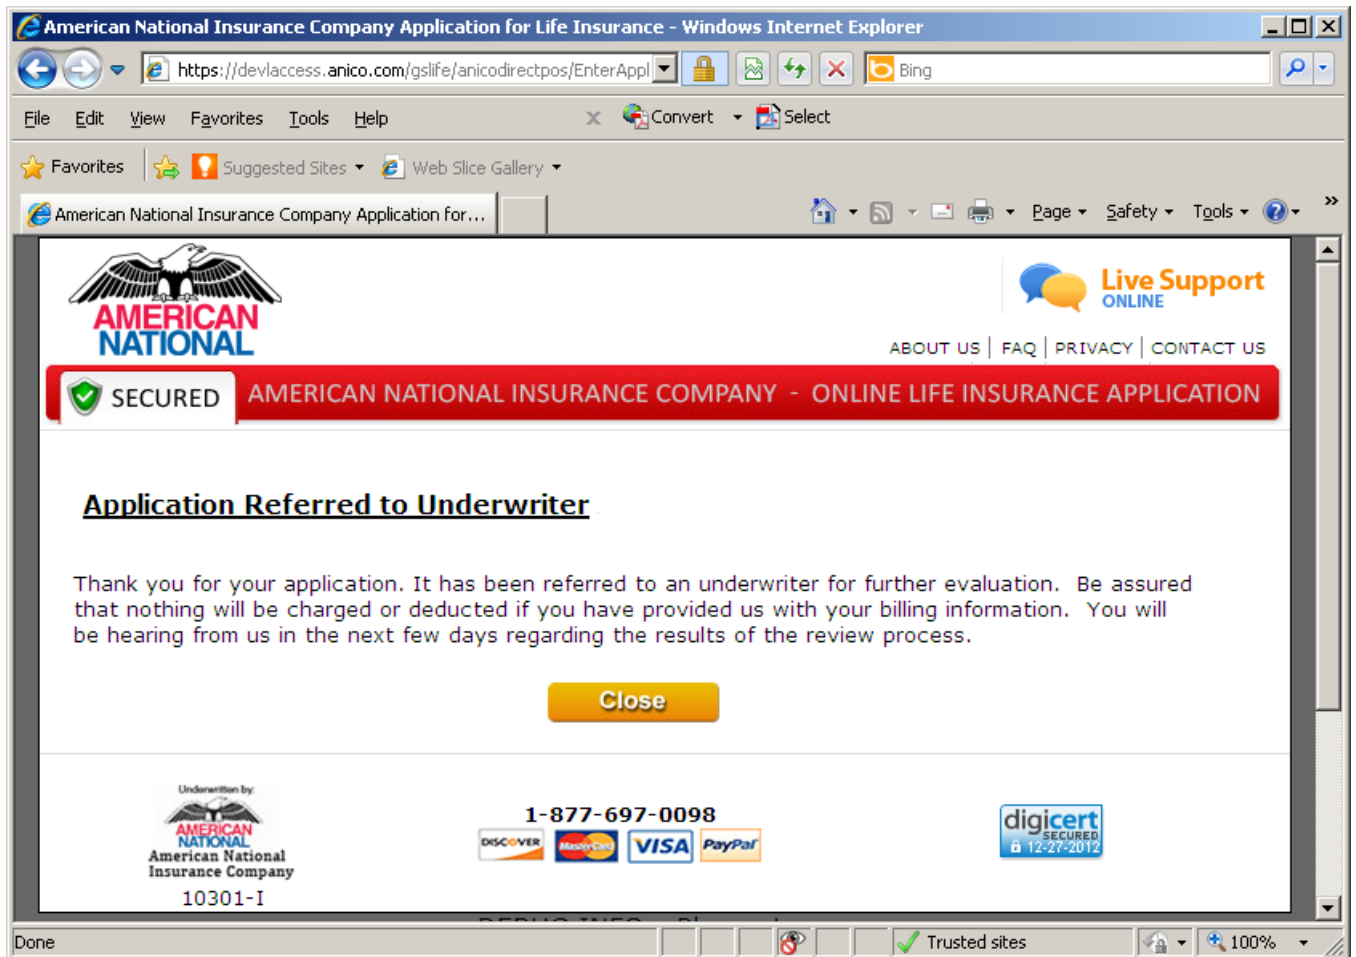 American National Insurance Company Application for Life Insurance - Windows Internet Explorer
https://devlaccess.anico.com/gslife/anicodirectpos/EnterAppl
Bing
File Edit View Favorites Tools Help
x Convert Select
Favorites Suggested Sites Web Slice Gallery
American National Insurance Company Application for...
Page Safety Tools
AMERICAN
NATIONAL
Live Support
ONLINE
ABOUT US | FAQ | PRIVACY | CONTACT US
SECURED AMERICAN NATIONAL INSURANCE COMPANY - ONLINE LIFE INSURANCE APPLICATION
Application Referred to Underwriter
Thank you for your application. It has been referred to an underwriter for further evaluation. Be assured
that nothing will be charged or deducted if you have provided us with your billing information. You will
be hearing from us in the next few days regarding the results of the review process.
Close
Underwritten by:
AMERICAN
NATIONAL
American National
Insurance Company
10301-I
1-877-697-0098
DISCOVER MasterCard VISA PayPal
digicert
SECURED
12-27-2012
Done Trusted sites 100%